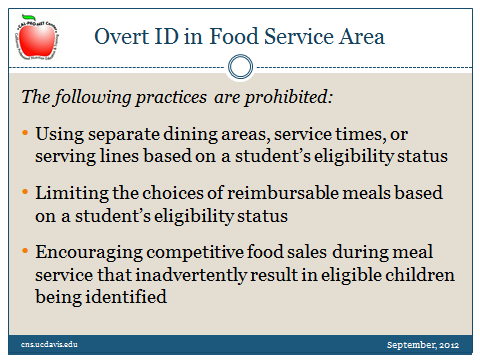 Overt ID in Food Service Area
The following practices are prohibited:
• Using separate dining areas, service times, or
serving lines based on a student's eligibility status
• Limiting the choices of reimbursable meals based
on a student's eligibility status
• Encouraging competitive food sales during meal
service that inadvertently result in eligible children
being identified
cns.ucdavis.edu
September, 2012